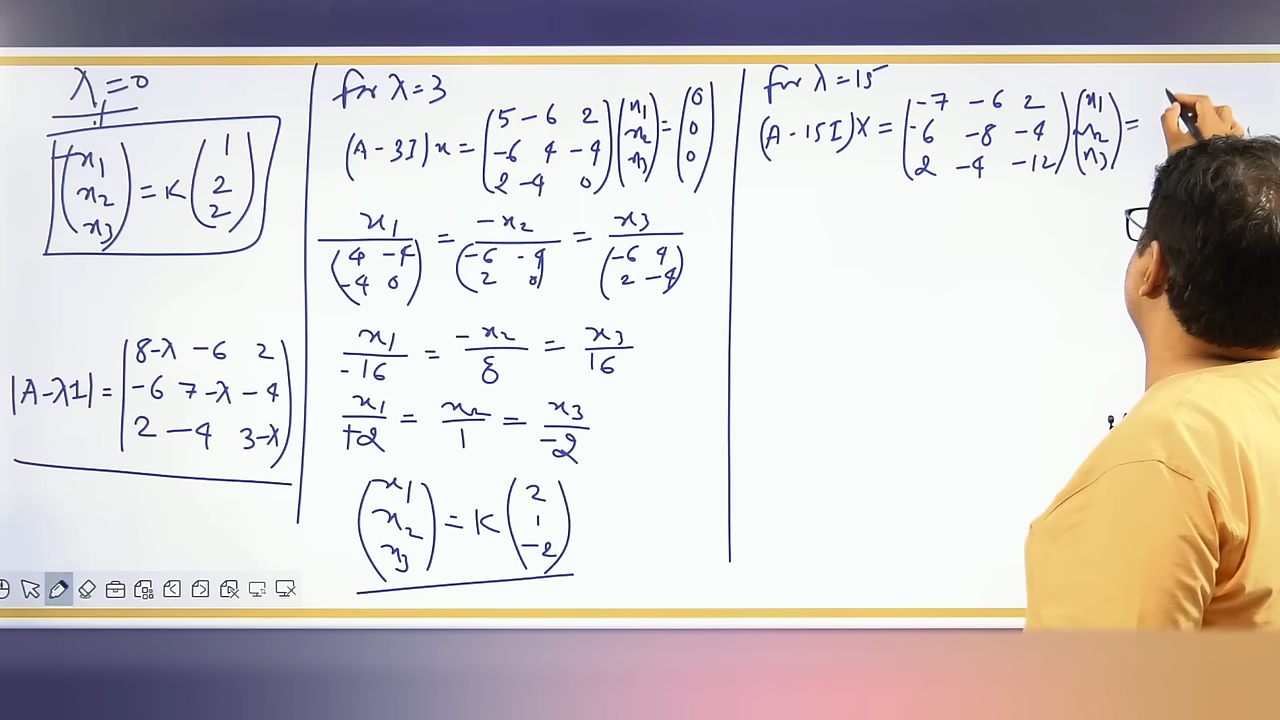 λ = 0
(x1 x2 x3) = K (1 2 2)
|A-λI| = |8-λ -6 2|
|-6 7-λ -4|
|2 -4 3-λ|
for λ = 3
(A - 3I)x = (5 -6 2) (x1) = (0)
(-6 4 -4) (x2) (0)
(2 -4 0) (x3) (0)
x1 / (4 -4 / -4 0) = -x2 / (-6 -4 / 2 0) = x3 / (-6 4 / 2 -4)
x1 / -16 = -x2 / 8 = x3 / 16
x1 / +2 = x2 / 1 = x3 / -2
(x1 x2 x3) = K (2 1 -2)
for λ = 15
(A - 15I)X = (-7 -6 2) (x1) =
(-6 -8 -4) (x2)
(2 -4 -12) (x3)